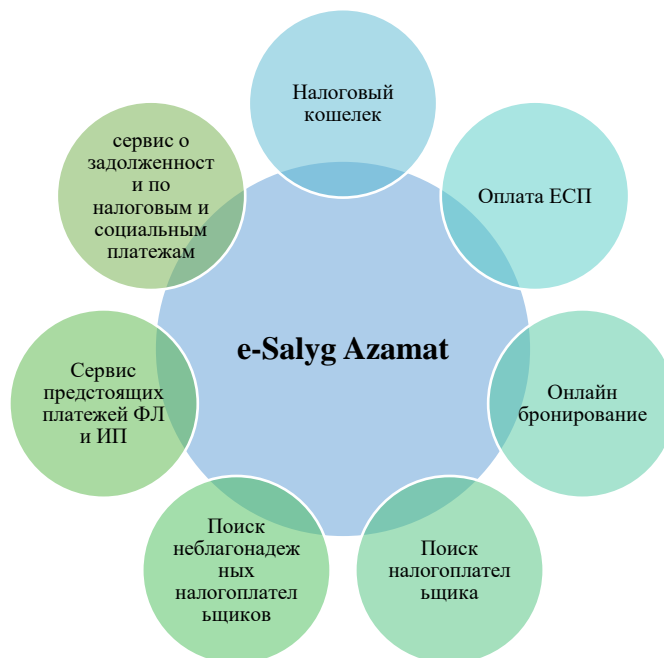 Налоговый
кошелек
Оплата ЕСП
Онлайн
бронирование
Поиск
налогоплател
ьщика
Поиск
неблагонадеж
ных
налогоплател
ьщиков
Сервис
предстоящих
платежей ФЛ
и ИП
сервис о
задолженност
и по
налоговым и
социальным
платежам
e-Salyg Azamat